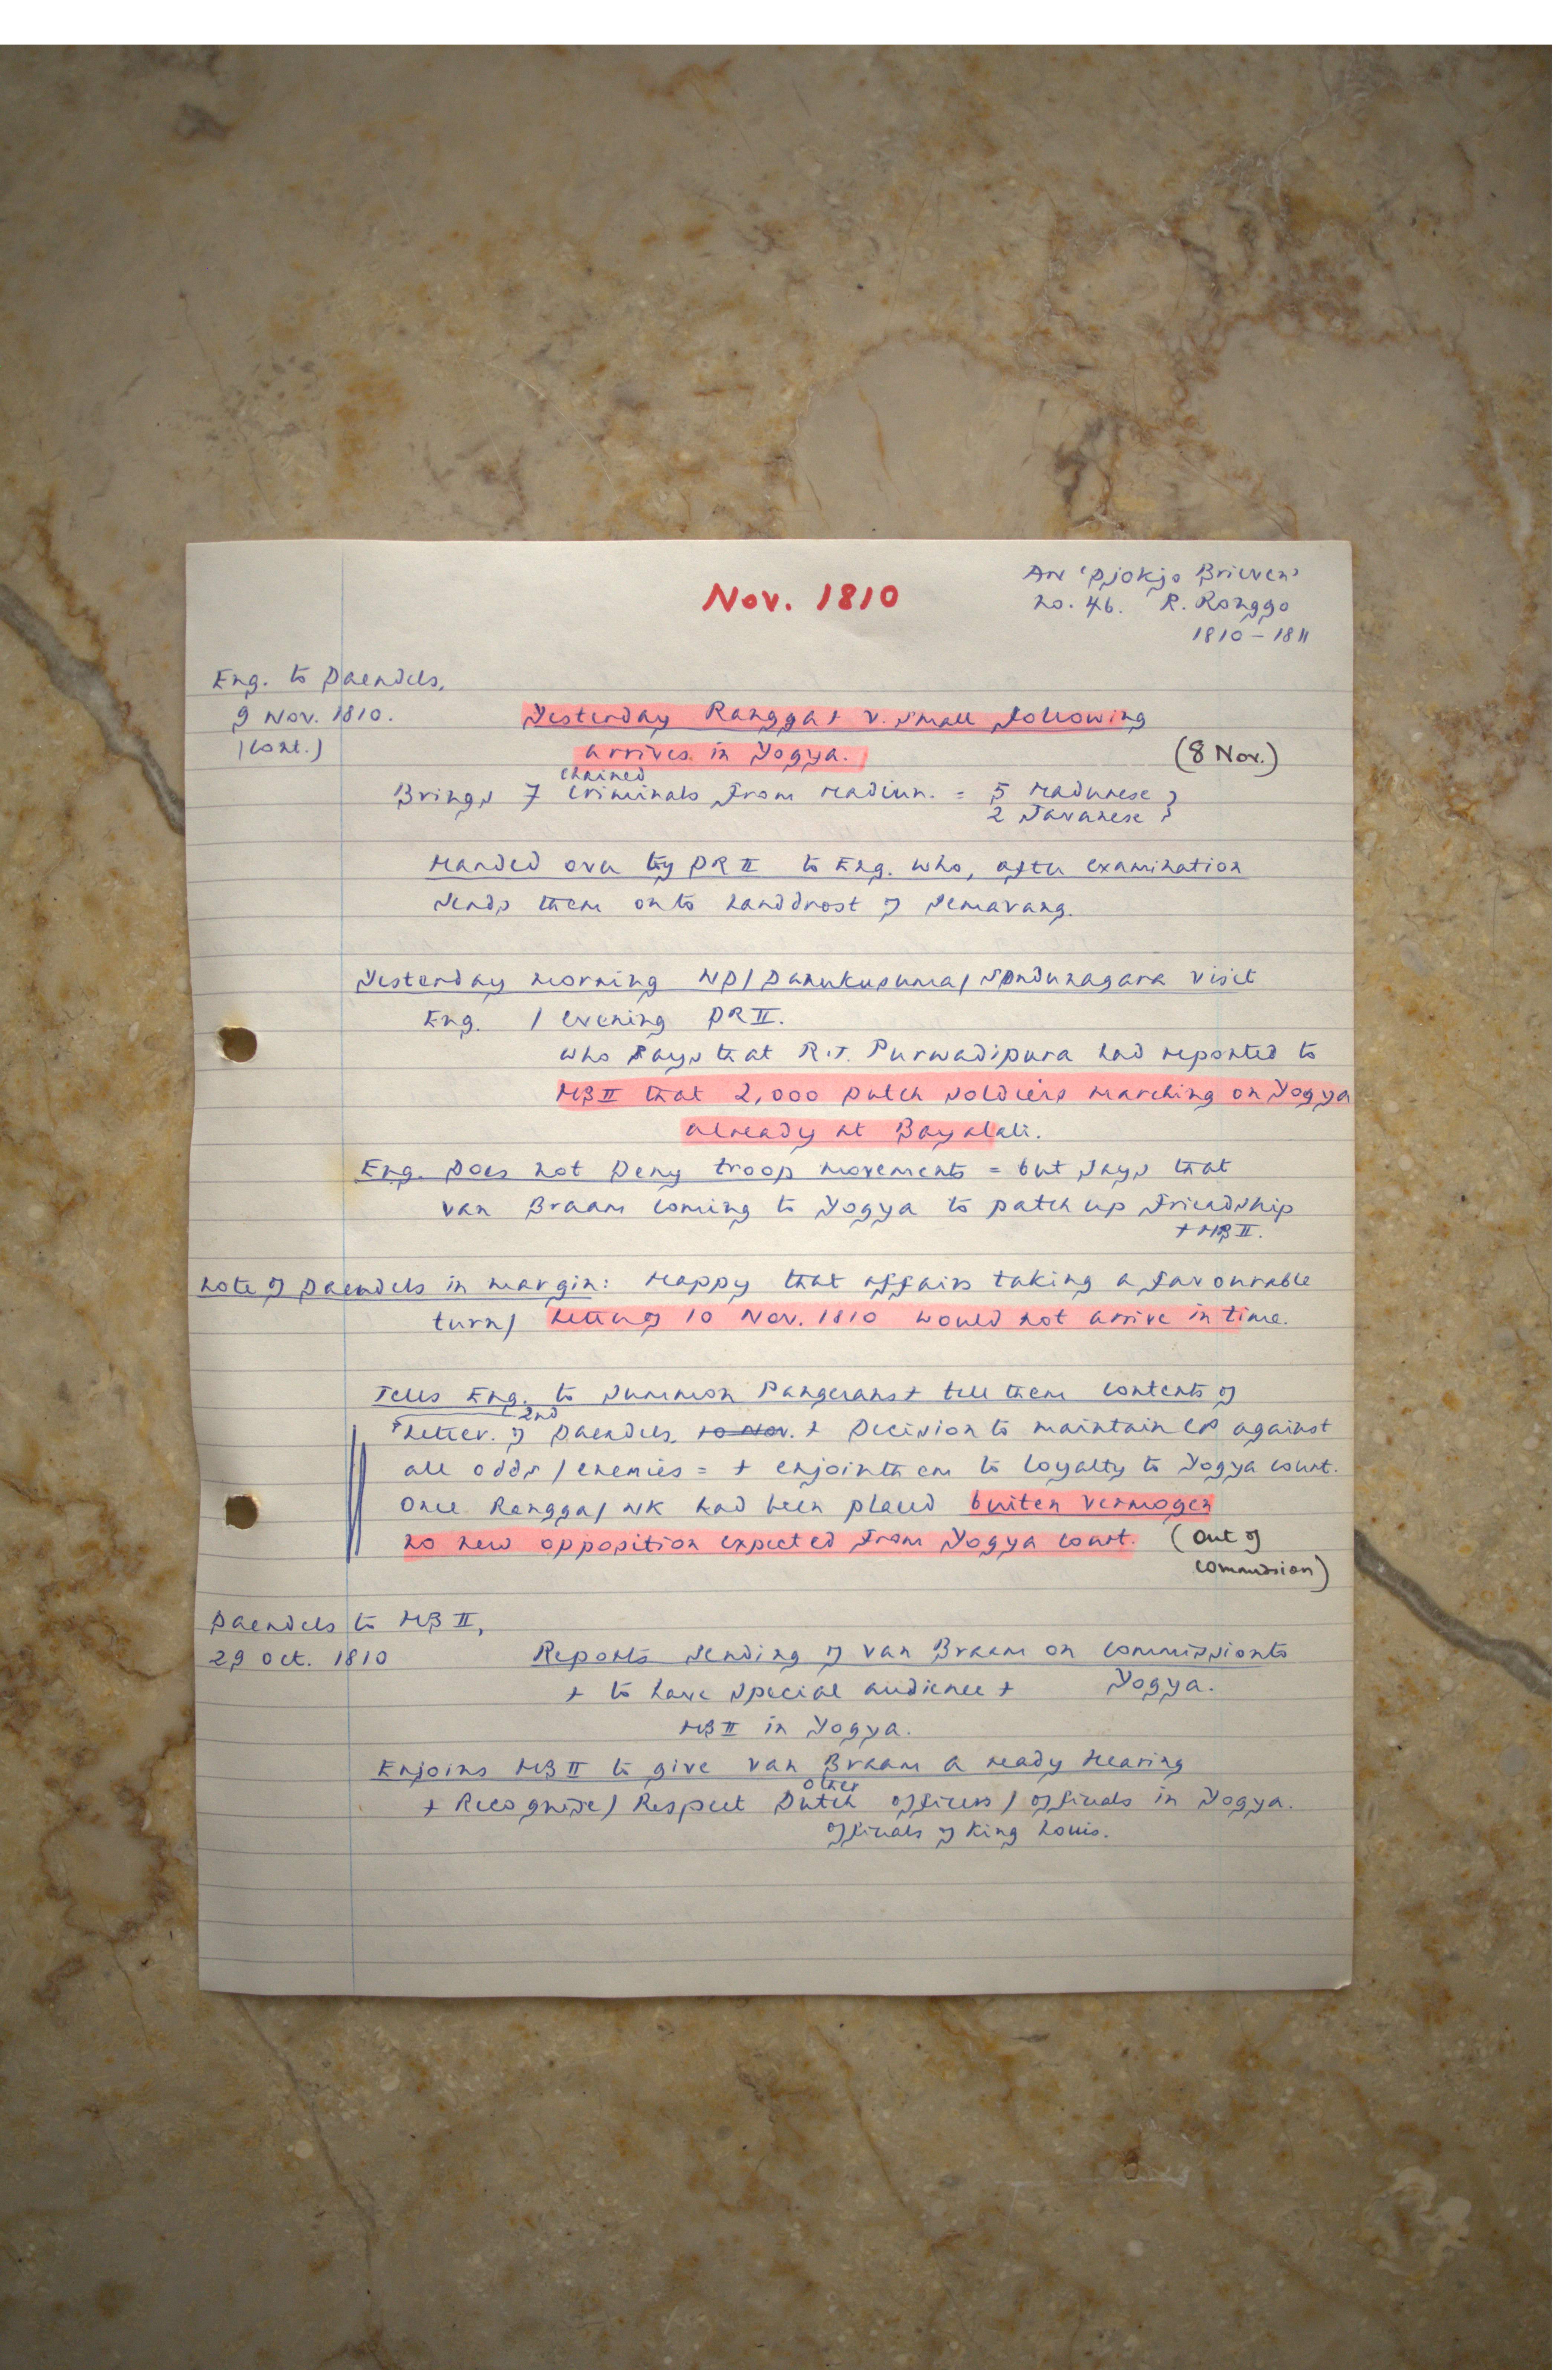 Nov. 1810
AN 'Djokjo Brieven'
no. 46. R. Ronggo
1810 – 1811
Eng. to Daendels,
9 Nov. 1810.
(cont.)
Yesterday Rangga + v. small following
arrives in Yogya.
(8 Nov.)
chained
Brings 7 criminals from Madiun. = 5 Madurese }
2 Javanese }
Handed over by DR II to Eng. who, after examination
sends them onto Landdrost of Semarang.
Yesterday morning ND / Danukusuma / Sindunagara visit
Eng. / evening DR II.
who says that R.T. Purwadipura had reported to
HB II that 2,000 Dutch soldiers marching on Yogya
already at Bayalali.
Eng. Does not Deny troop movements = but says that
van Braam coming to Yogya to patch up Friendship
+ HB II.
Note of Daendels in margin: Happy that affairs taking a favourable
turn / Letter of 10 Nov. 1810 would not arrive in time.
Tells Eng. to summon Pangerans + tell them contents of
2nd
letter of Daendels 10 Nov. + Decision to maintain CP against
all odds / enemies = + enjoin them to loyalty to Yogya court.
Once Rangga / NK had been placed buiten vermogen
no new opposition expected from Yogya court. (out of
commission)
Daendels to HB II,
29 Oct. 1810
Reports sending of van Braam on commission to
+ to have special audience + Yogya.
HB II in Yogya.
Enjoins HB II to give van Braam a ready Hearing
other
+ Recognise / Respect Dutch officers / officials in Yogya.
officials of King Louis.